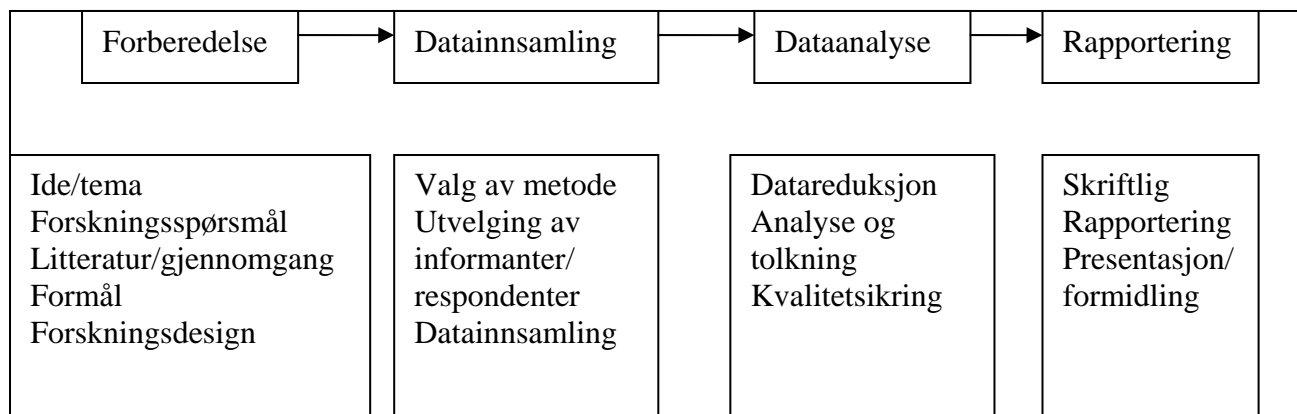 Forberedelse
Datainnsamling
Dataanalyse
Rapportering
Ide/tema
Forskningsspørsmål
Litteratur/gjennomgang
Formål
Forskningsdesign
Valg av metode
Utvelging av
informanter/
respondenter
Datainnsamling
Datareduksjon
Analyse og
tolkning
Kvalitetsikring
Skriftlig
Rapportering
Presentasjon/
formidling